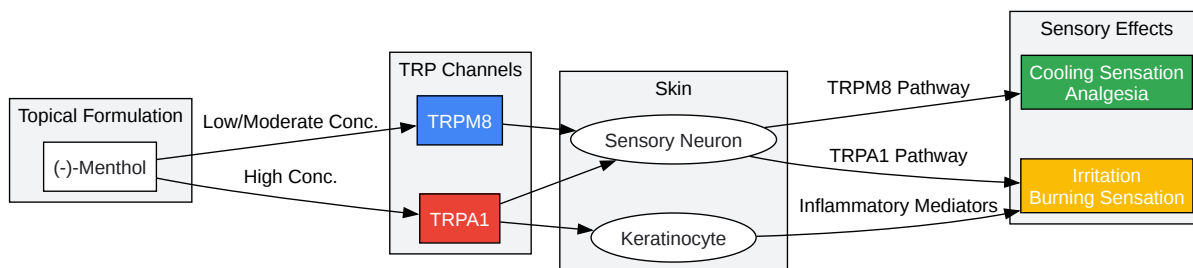 Topical Formulation
(-)-Menthol
Low/Moderate Conc.
High Conc.
TRP Channels
TRPM8
TRPA1
Skin
Sensory Neuron
Keratinocyte
TRPM8 Pathway
TRPA1 Pathway
Inflammatory Mediators
Sensory Effects
Cooling Sensation
Analgesia
Irritation
Burning Sensation